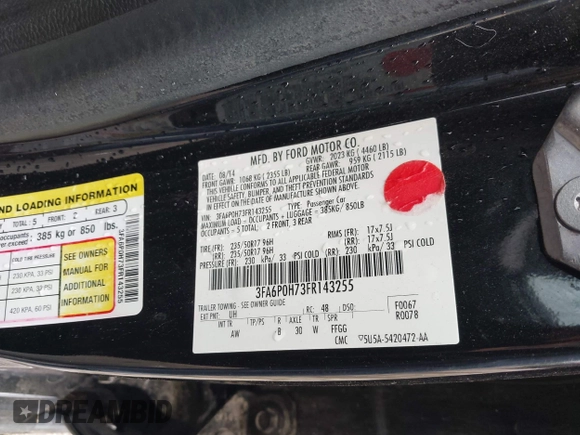 MFD. BY FORD MOTOR CO.
DATE: 08/14 GVWR: 2023 KG ( 4460 LB)
FRONT GAWR: 1068 KG ( 2355 LB) 959 KG ( 2115 LB)
THIS VEHICLE CONFORMS TO ALL APPLICABLE FEDERAL MOTOR
VEHICLE SAFETY, BUMPER, AND THEFT PREVENTION STANDARDS
IN EFFECT ON THE DATE OF MANUFACTURE SHOWN ABOVE.
VIN: 3FA6P0H73FR143255 TYPE: Passenger Car
MAXIMUM LOAD = OCCUPANTS + LUGGAGE = 385KG/ 850LB
OCCUPANTS = 5 TOTAL: 2 FRONT, 3 REAR
TIRE(FR): 235/50R17 96H RIMS (FR): 17x7.5J
(RR): 235/50R17 96H (RR): 17x7.5J
PRESSURE (FR): 230 kPa/ 33 PSI COLD (RR) 230 kPa/ 33 PSI COLD
3FA6P0H73FR143255
TRAILER TOWING - SEE OWNER GUIDE
EXT PNT: UH RC: 48 DSO: F0067
INT TR TP/PS R AXLE TR SPR R0078
AW B 30 W FFGG
CMC 5U5A-5420472-AA
ND LOADING INFORMATION
TOTAL 5 FRONT: 2 REAR: 3
occupants
exceed: 385 kg or 850 lbs.
SEE OWNERS
MANUAL FOR
ADDITIONAL
INFORMATION
230 KPA, 33 PSI
230 KPA, 33 PSI
420 KPA, 60 PSI
3FA6P0H73FR143255
DREAMBID